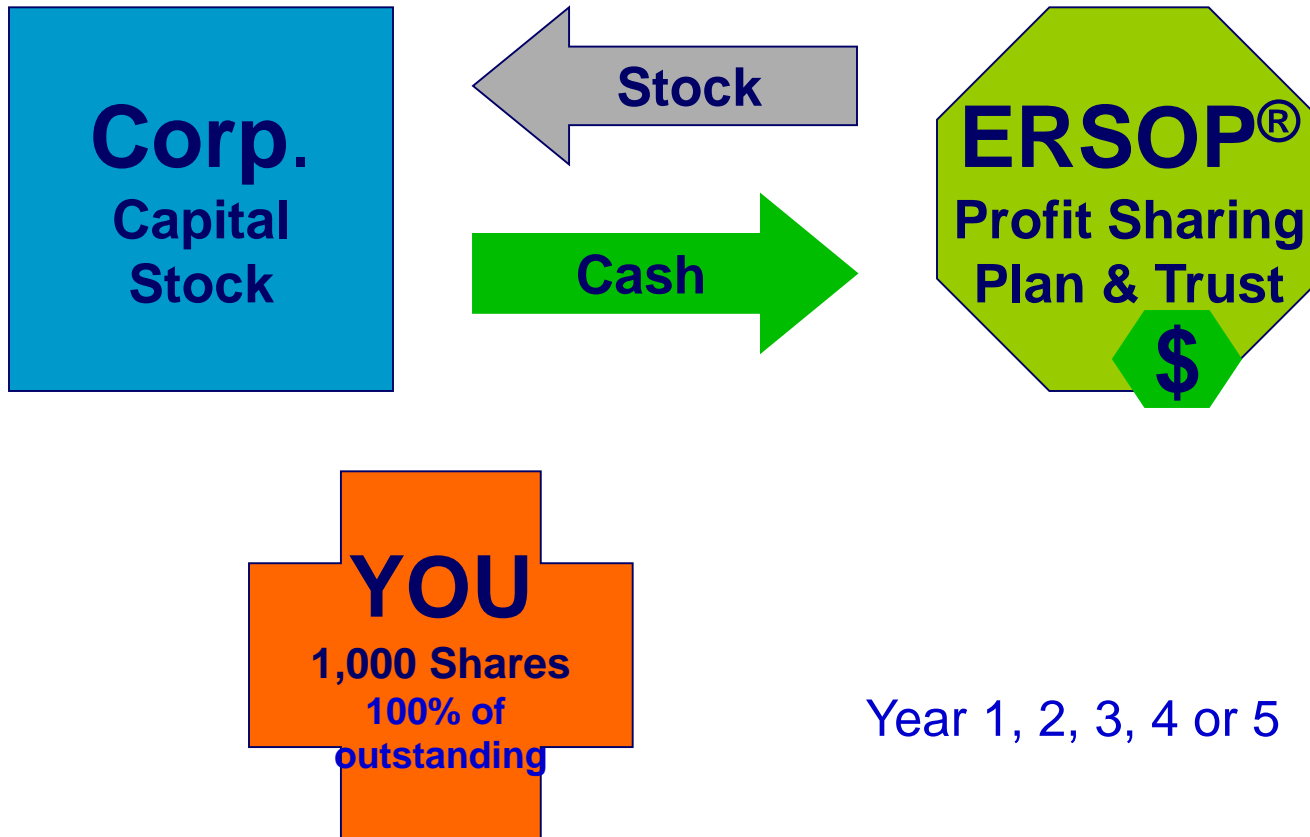 Corp.
Capital
Stock
Stock
Cash
ERSOP®
Profit Sharing
Plan & Trust
$
YOU
1,000 Shares
100% of
outstanding
Year 1, 2, 3, 4 or 5